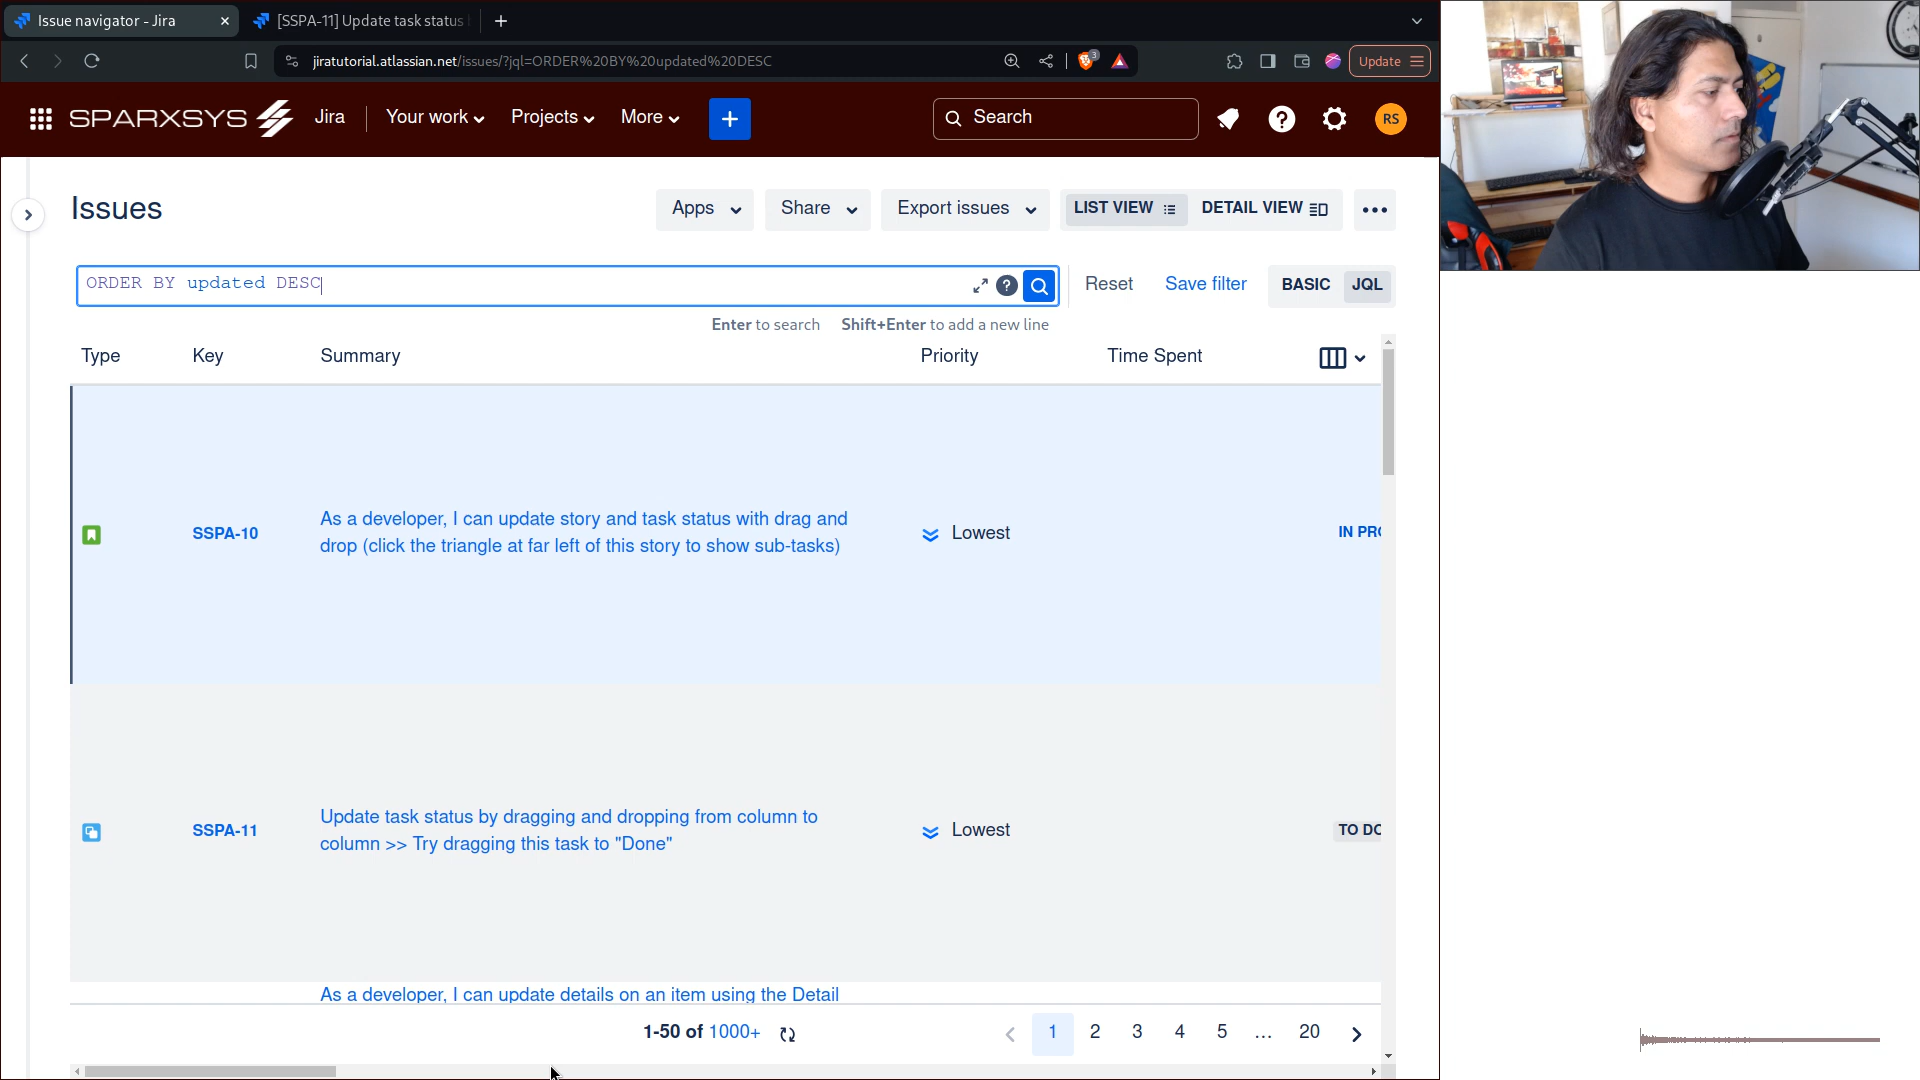 Issue navigator - Jira
[SSPA-11] Update task status
jiratutorial.atlassian.net/issues/?jql=ORDER%20BY%20updated%20DESC
3
Update
SPARXSYS
Jira
Your work
Projects
More
Search
RS
Issues
Apps
Share
Export issues
LIST VIEW
DETAIL VIEW
ORDER BY updated DESC
Reset
Save filter
BASIC
JQL
Enter to search Shift+Enter to add a new line
Type
Key
Summary
Priority
Time Spent
SSPA-10
As a developer, I can update story and task status with drag and
drop (click the triangle at far left of this story to show sub-tasks)
Lowest
IN PRO
SSPA-11
Update task status by dragging and dropping from column to
column >> Try dragging this task to "Done"
Lowest
TO DO
As a developer, I can update details on an item using the Detail
1-50 of 1000+
1 2 3 4 5 ... 20